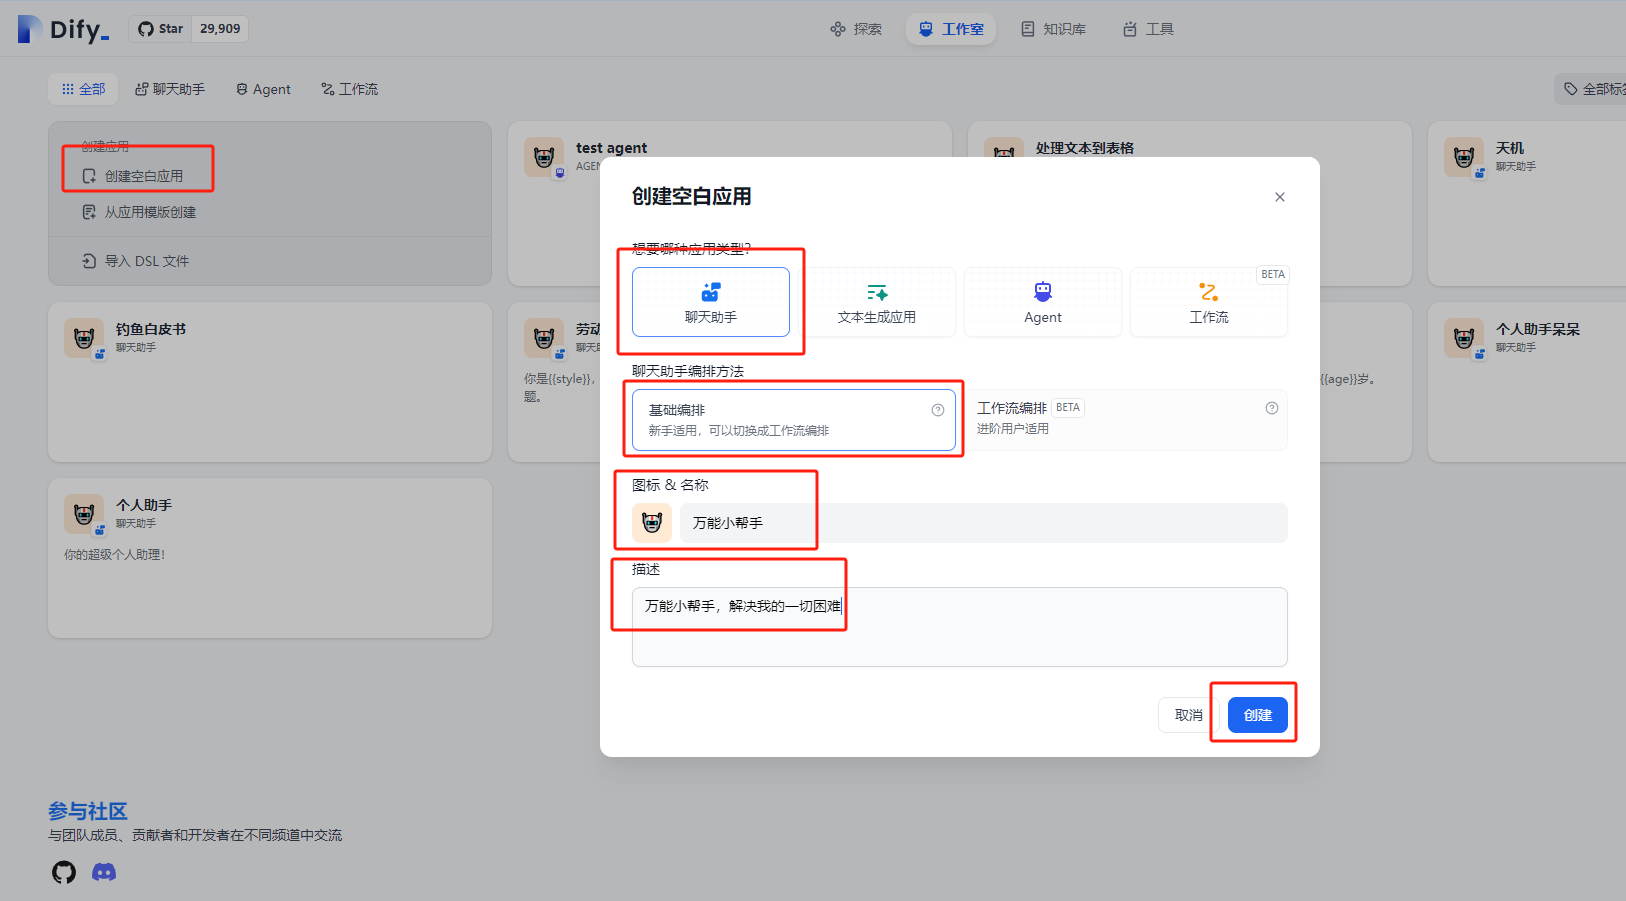 Dify_
Star 29,909
探索
工作室
知识库
工具
全部
聊天助手
Agent
工作流
全部标签
创建应用
创建空白应用
从应用模版创建
导入 DSL 文件
test agent
处理文本到表格
天机
聊天助手
钓鱼白皮书
聊天助手
你是{{style}}，
题。
{{age}}岁。
个人助手呆呆
聊天助手
个人助手
聊天助手
你的超级个人助理！
创建空白应用
想要哪种应用类型？
聊天助手
文本生成应用
Agent
工作流
BETA
聊天助手编排方法
基础编排
新手适用，可以切换成工作流编排
工作流编排 BETA
进阶用户适用
图标 & 名称
万能小帮手
描述
万能小帮手，解决我的一切困难
取消
创建
参与社区
与团队成员、贡献者和开发者在不同频道中交流